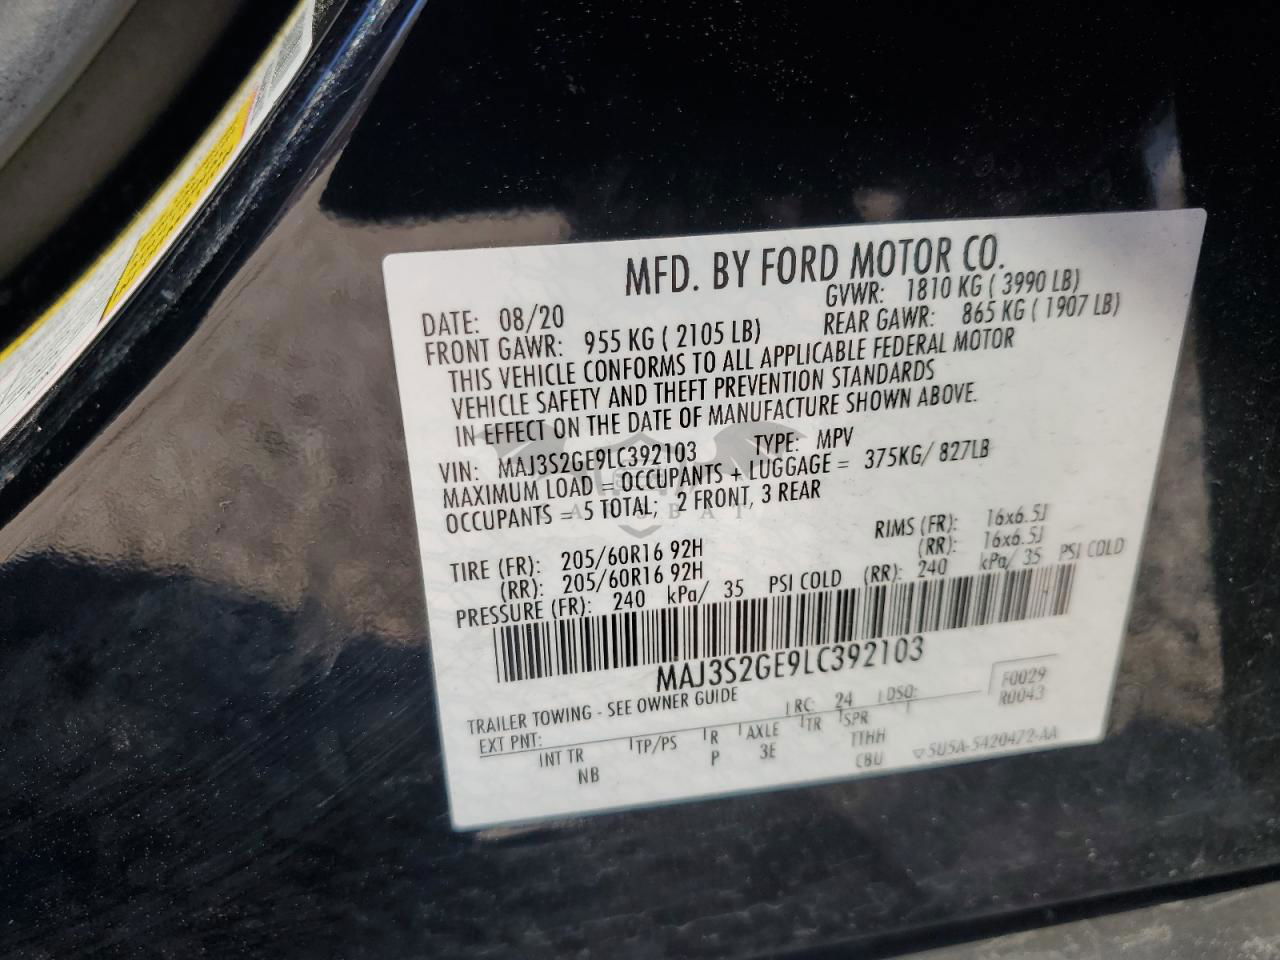 MFD. BY FORD MOTOR CO.
DATE: 08/20 GVWR: 1810 KG ( 3990 LB)
FRONT GAWR: 955 KG ( 2105 LB) REAR GAWR: 865 KG ( 1907 LB)
THIS VEHICLE CONFORMS TO ALL APPLICABLE FEDERAL MOTOR
VEHICLE SAFETY AND THEFT PREVENTION STANDARDS
IN EFFECT ON THE DATE OF MANUFACTURE SHOWN ABOVE.
VIN: MAJ3S2GE9LC392103 TYPE: MPV
MAXIMUM LOAD = OCCUPANTS + LUGGAGE = 375KG/ 827LB
OCCUPANTS = 5 TOTAL; 2 FRONT, 3 REAR
TIRE (FR): 205/60R16 92H RIMS (FR): 16x6.5J
(RR): 205/60R16 92H (RR): 16x6.5J
PRESSURE (FR): 240 kPa/ 35 PSI COLD (RR): 240 kPa/ 35 PSI COLD
MAJ3S2GE9LC392103
TRAILER TOWING - SEE OWNER GUIDE
EXT PNT: RC: 24 DSO: F0029
R0043
INT TR TP/PS R AXLE TR SPR
NB P 3E TTHH
CBU 5U5A-5420472-AA